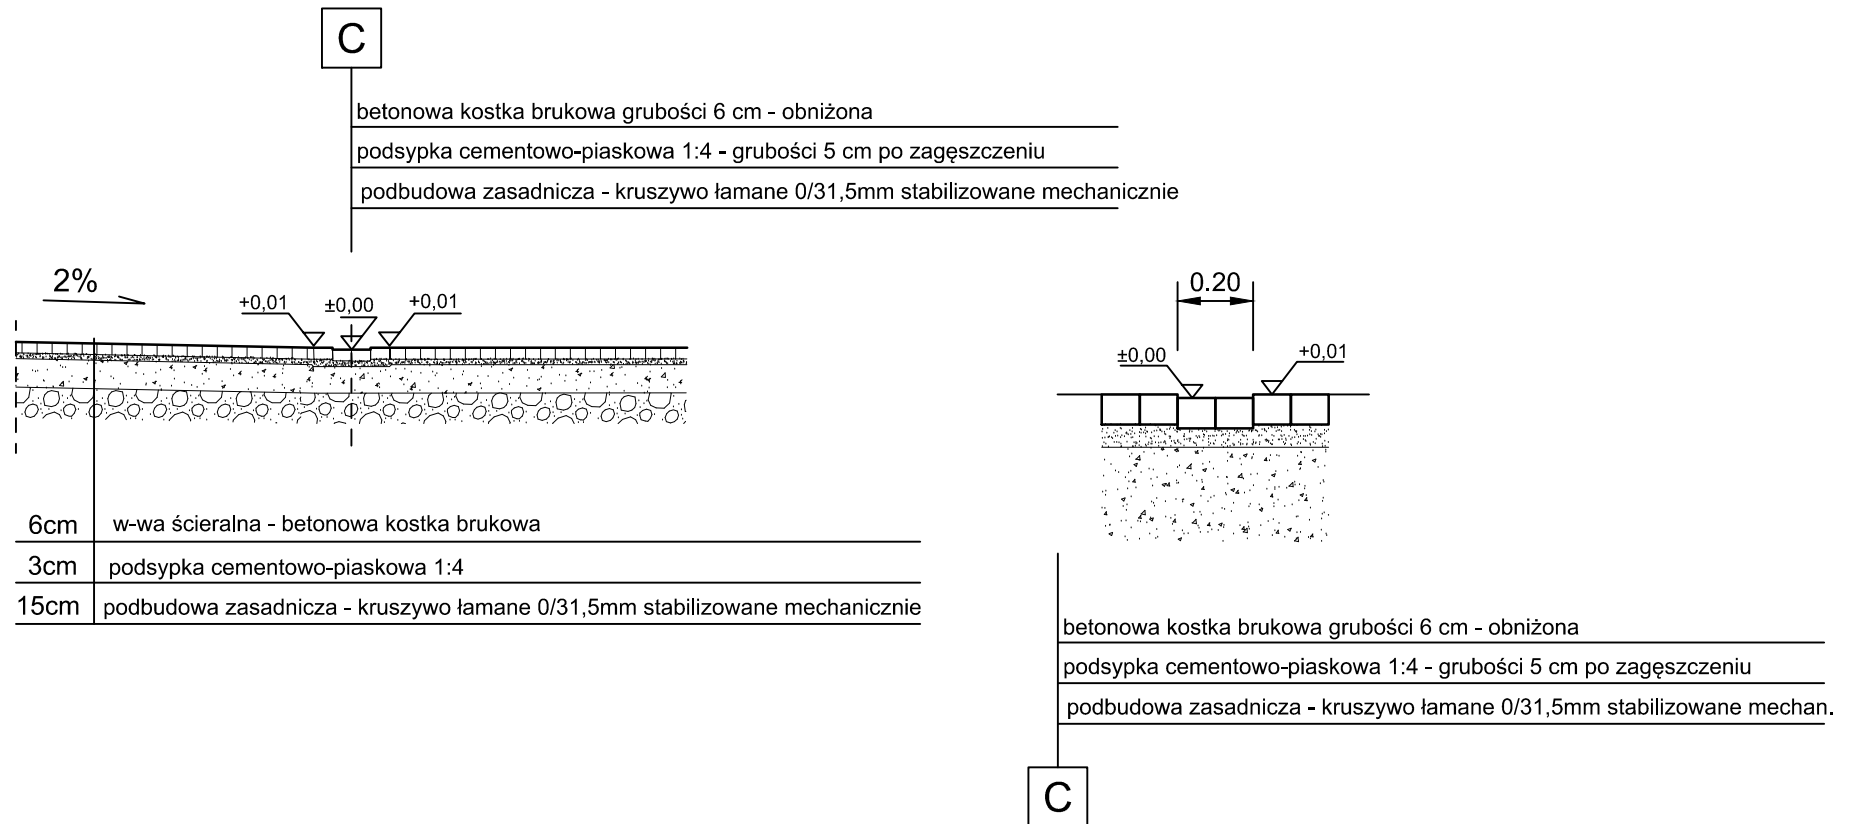 C
betonowa kostka brukowa grubości 6 cm - obniżona
podsypka cementowo-piaskowa 1:4 - grubości 5 cm po zagęszczeniu
podbudowa zasadnicza - kruszywo łamane 0/31,5mm stabilizowane mechanicznie
2%
+0,01
±0,00
+0,01
6cm w-wa ścieralna - betonowa kostka brukowa
3cm podsypka cementowo-piaskowa 1:4
15cm podbudowa zasadnicza - kruszywo łamane 0/31,5mm stabilizowane mechanicznie
0.20
±0,00
+0,01
betonowa kostka brukowa grubości 6 cm - obniżona
podsypka cementowo-piaskowa 1:4 - grubości 5 cm po zagęszczeniu
podbudowa zasadnicza - kruszywo łamane 0/31,5mm stabilizowane mechan.
C